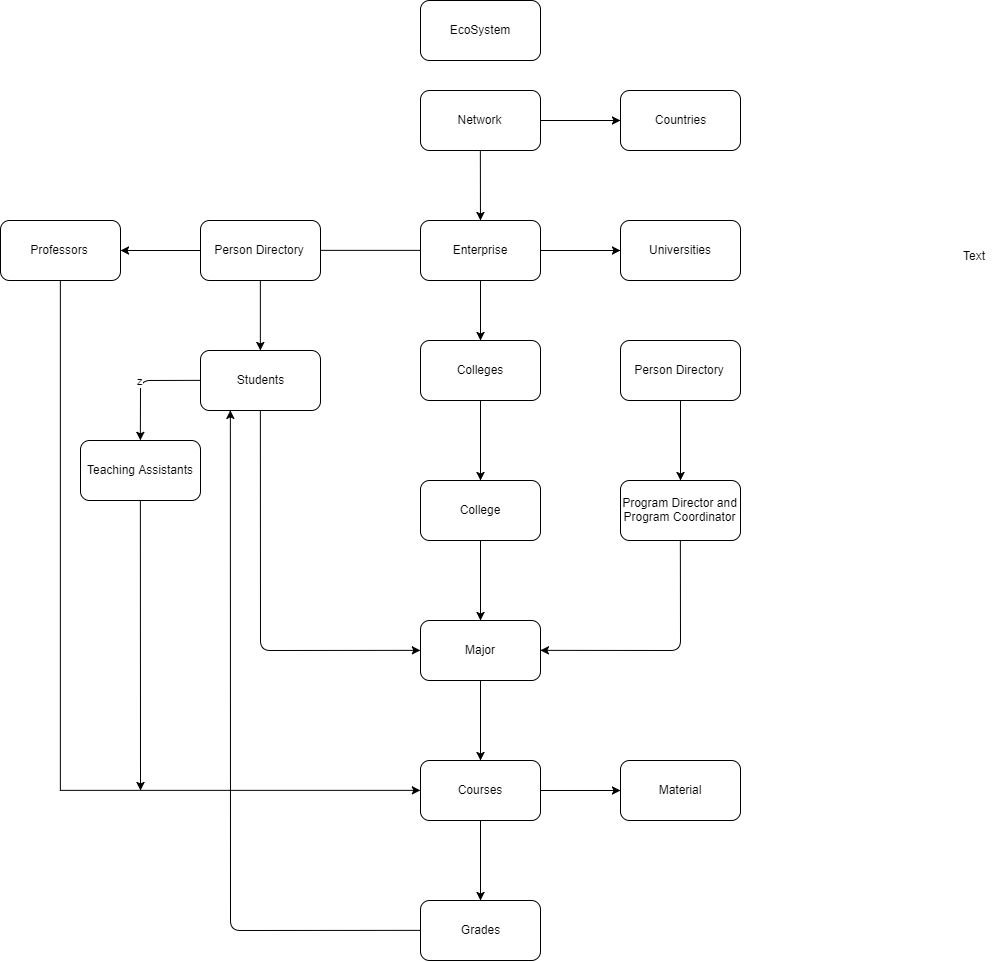 EcoSystem
Network
Countries
Professors
Person Directory
Enterprise
Universities
Text
Students
z
Colleges
Person Directory
Teaching Assistants
College
Program Director and
Program Coordinator
Major
Courses
Material
Grades